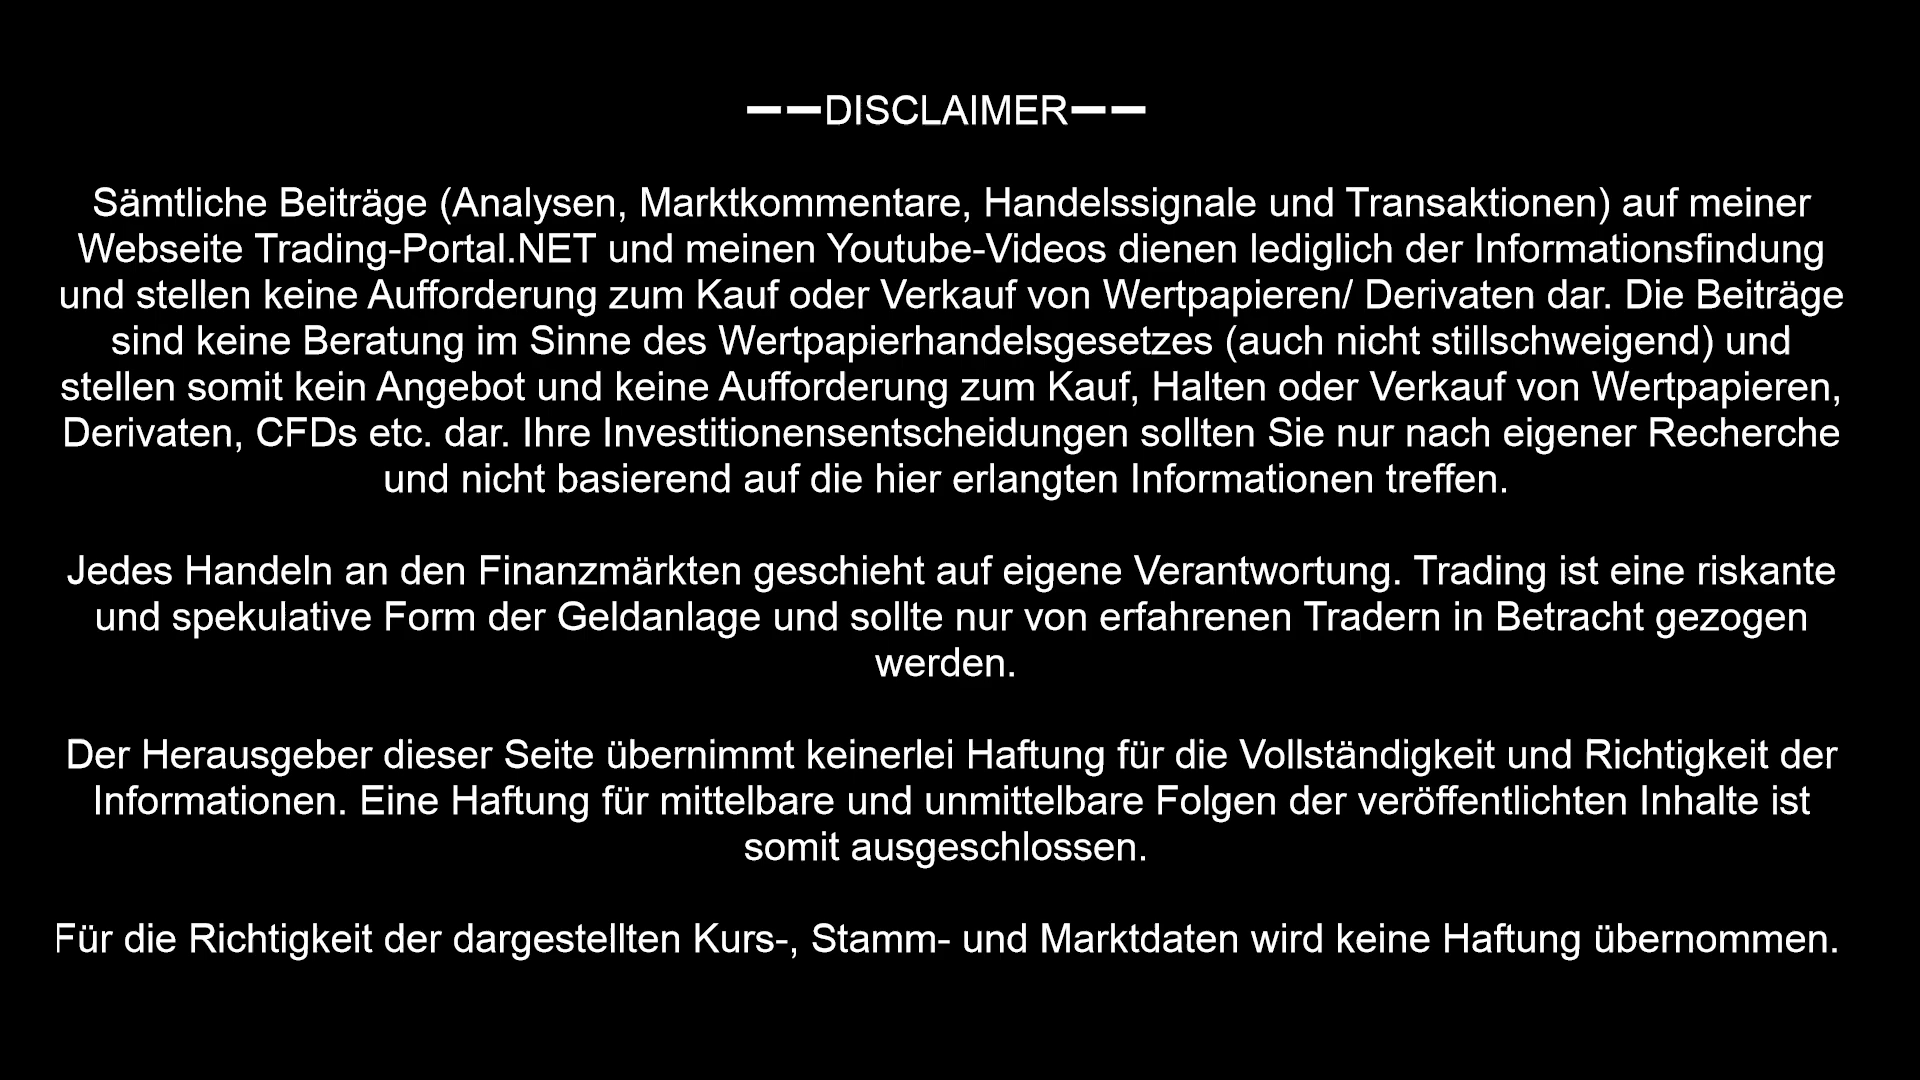 ——DISCLAIMER——
Sämtliche Beiträge (Analysen, Marktkommentare, Handelssignale und Transaktionen) auf meiner
Webseite Trading-Portal.NET und meinen Youtube-Videos dienen lediglich der Informationsfindung
und stellen keine Aufforderung zum Kauf oder Verkauf von Wertpapieren/ Derivaten dar. Die Beiträge
sind keine Beratung im Sinne des Wertpapierhandelsgesetzes (auch nicht stillschweigend) und
stellen somit kein Angebot und keine Aufforderung zum Kauf, Halten oder Verkauf von Wertpapieren,
Derivaten, CFDs etc. dar. Ihre Investitionensentscheidungen sollten Sie nur nach eigener Recherche
und nicht basierend auf die hier erlangten Informationen treffen.
Jedes Handeln an den Finanzmärkten geschieht auf eigene Verantwortung. Trading ist eine riskante
und spekulative Form der Geldanlage und sollte nur von erfahrenen Tradern in Betracht gezogen
werden.
Der Herausgeber dieser Seite übernimmt keinerlei Haftung für die Vollständigkeit und Richtigkeit der
Informationen. Eine Haftung für mittelbare und unmittelbare Folgen der veröffentlichten Inhalte ist
somit ausgeschlossen.
Für die Richtigkeit der dargestellten Kurs-, Stamm- und Marktdaten wird keine Haftung übernommen.